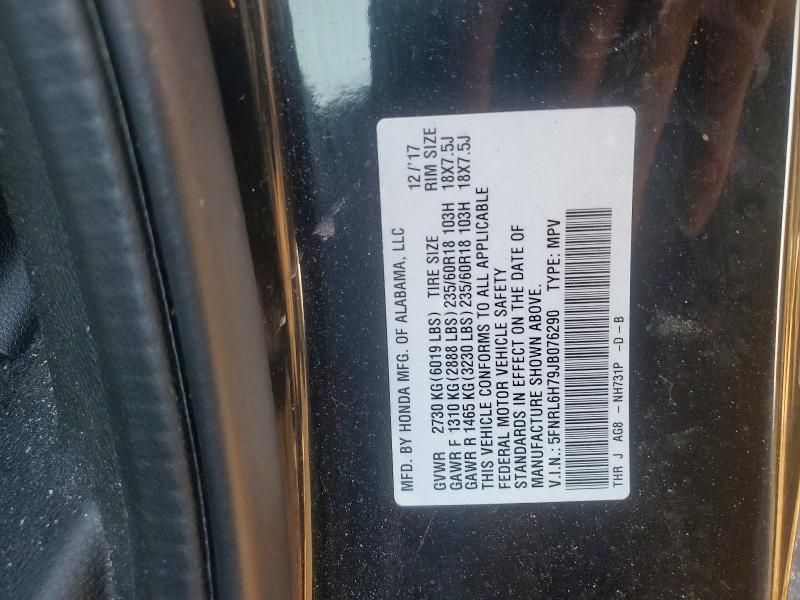 MFD. BY HONDA MFG. OF ALABAMA, LLC 12/'17
GVWR 2730 KG(6019 LBS) TIRE SIZE RIM SIZE
GAWR F 1310 KG(2888 LBS)235/60R18 103H 18X7.5J
GAWR R 1465 KG(3230 LBS)235/60R18 103H 18X7.5J
THIS VEHICLE CONFORMS TO ALL APPLICABLE
FEDERAL MOTOR VEHICLE SAFETY
STANDARDS IN EFFECT ON THE DATE OF
MANUFACTURE SHOWN ABOVE.
V.I.N.: 5FNRL6H79JB076290 TYPE: MPV
THR J AG8 - NH731P -D-B